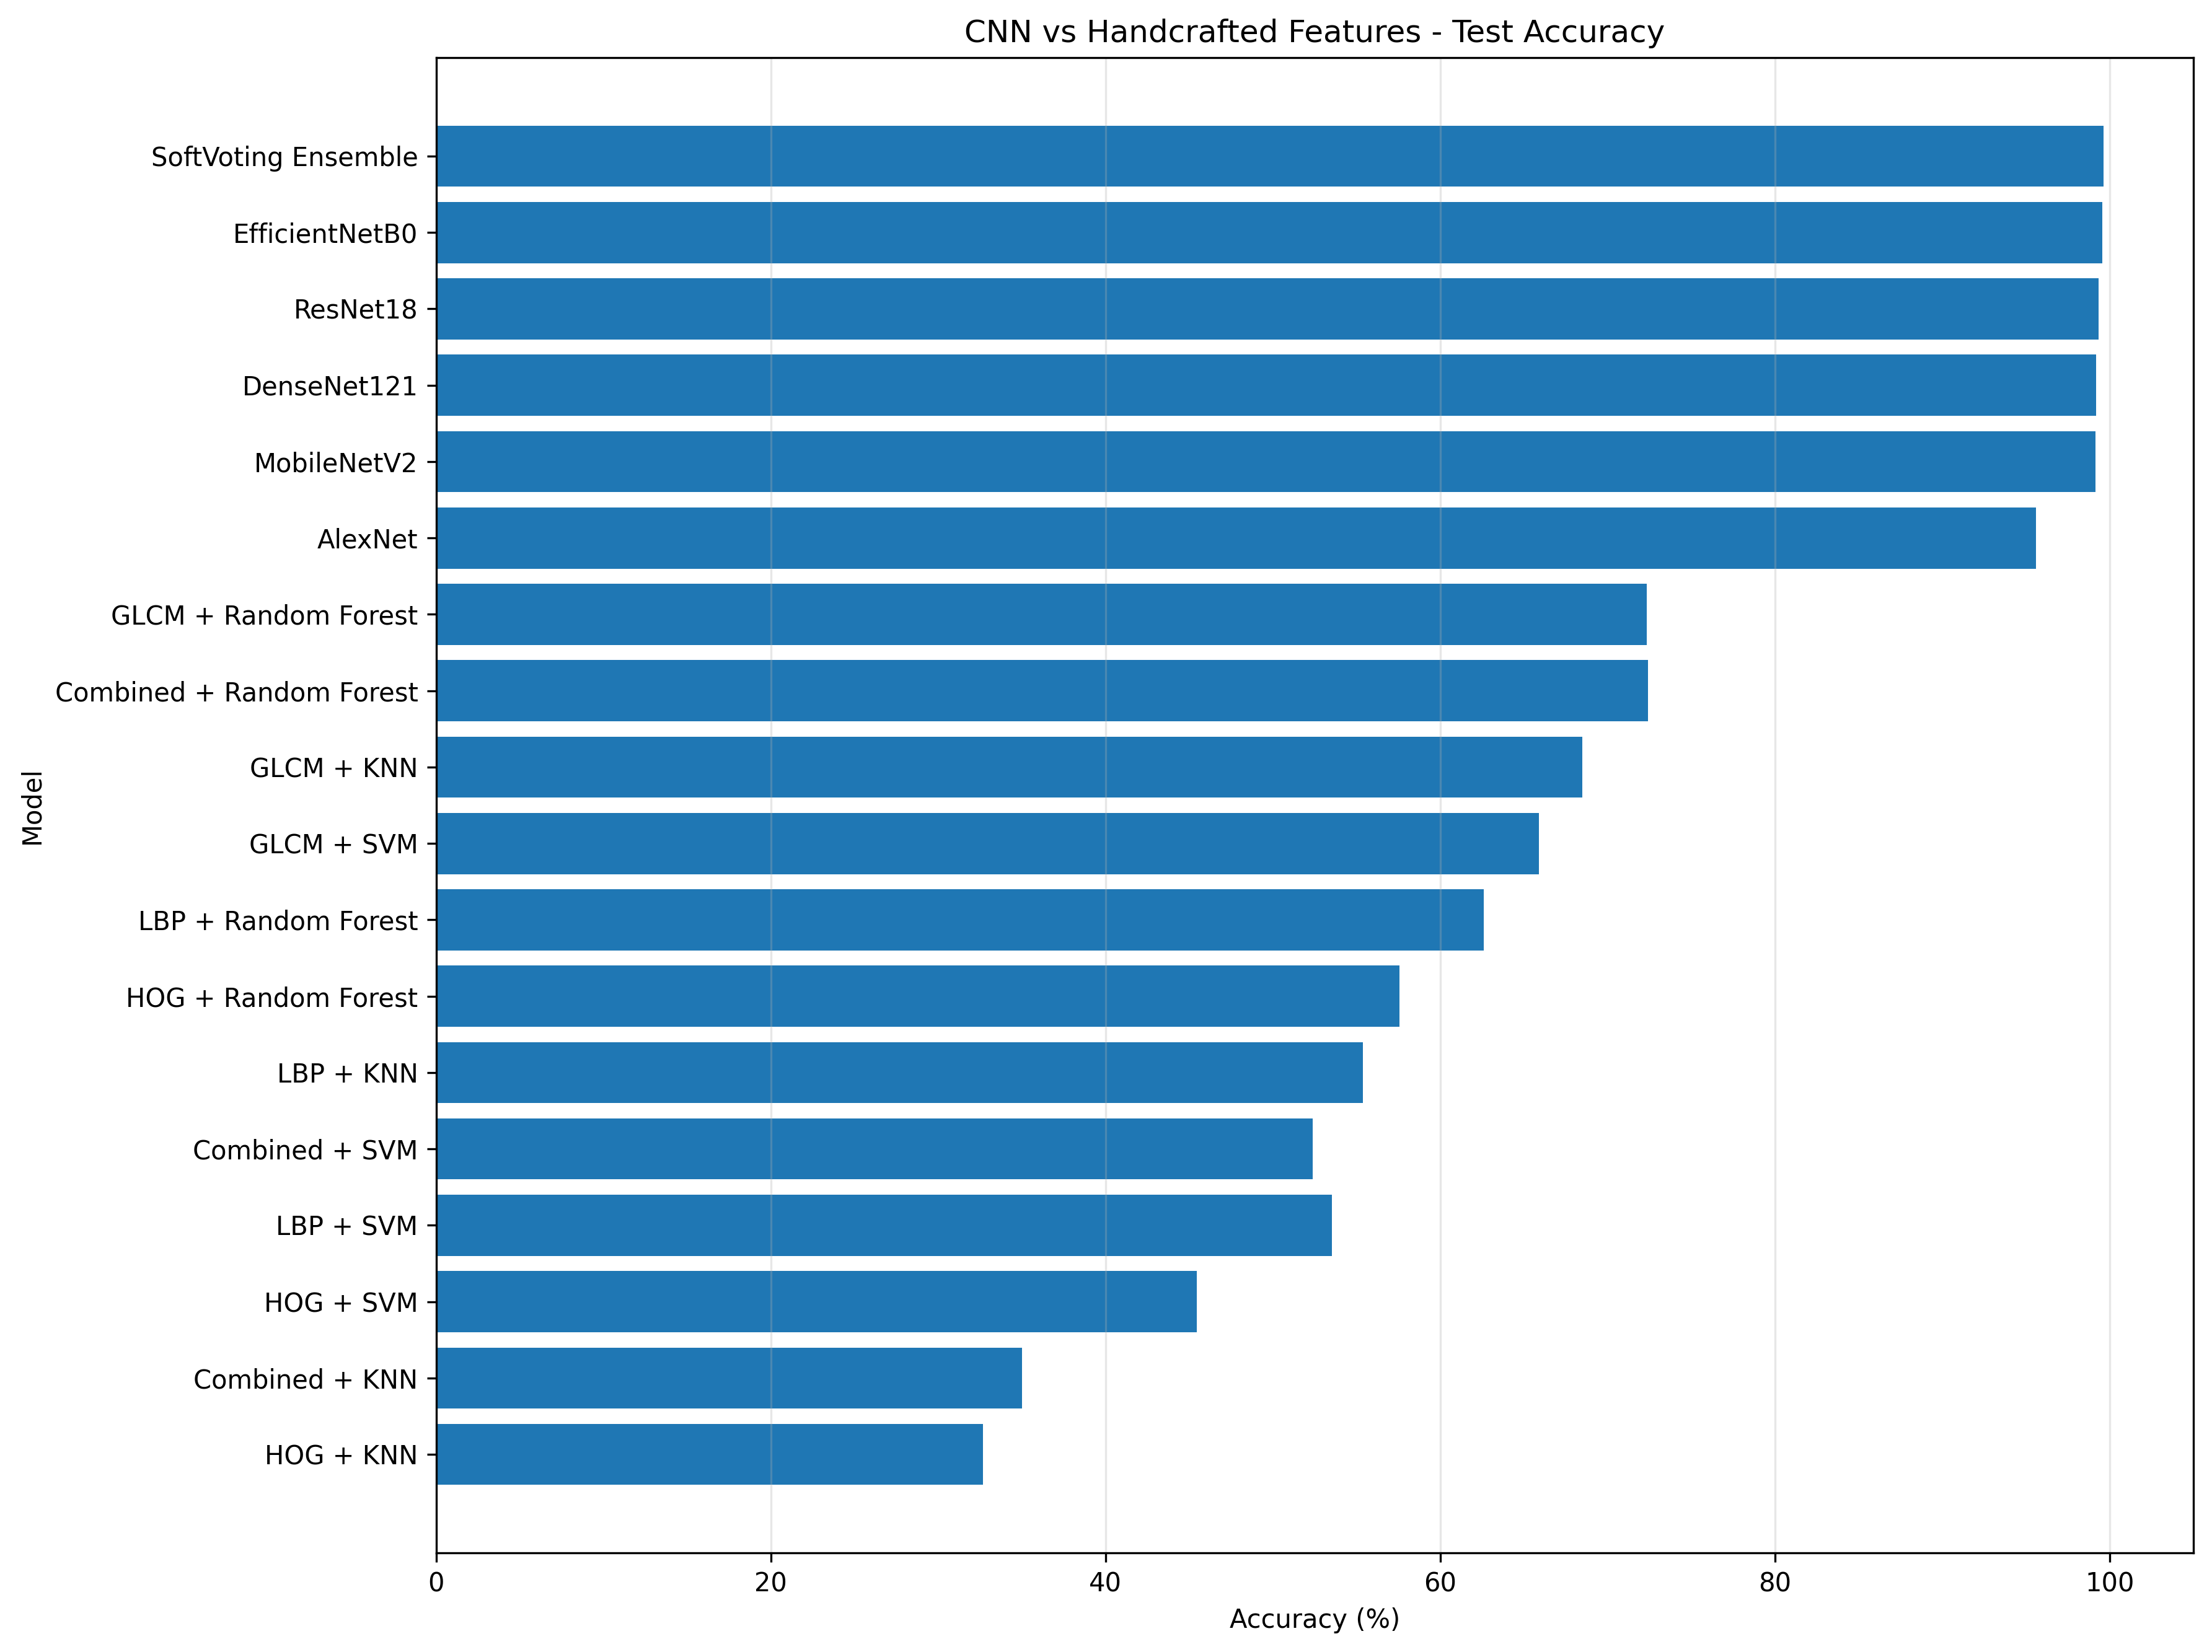 CNN vs Handcrafted Features - Test Accuracy
Model
SoftVoting Ensemble
EfficientNetB0
ResNet18
DenseNet121
MobileNetV2
AlexNet
GLCM + Random Forest
Combined + Random Forest
GLCM + KNN
GLCM + SVM
LBP + Random Forest
HOG + Random Forest
LBP + KNN
Combined + SVM
LBP + SVM
HOG + SVM
Combined + KNN
HOG + KNN
0 20 40 60 80 100
Accuracy (%)